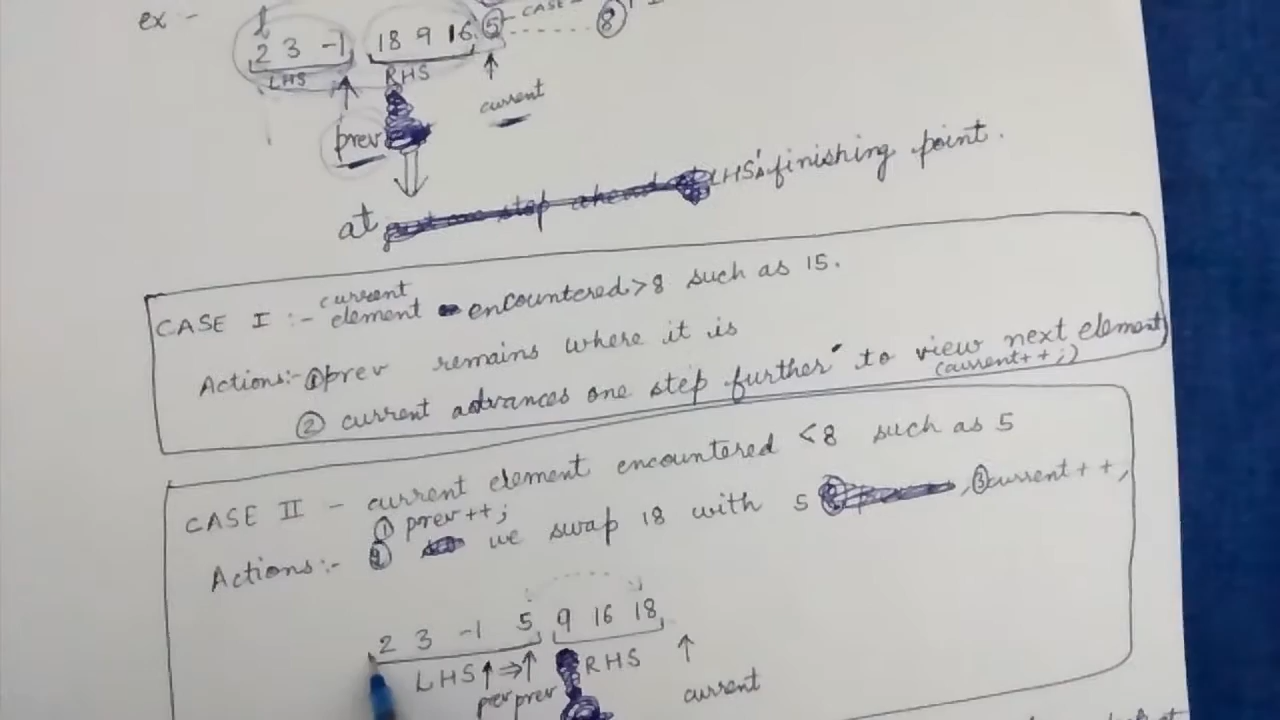 ex -
2 3 -1 18 9 16 5 - CASE - 8
LHS RHS
prev current
at LHS' finishing point.
CASE I :- current element encountered > 8 such as 15.
Actions:- ① prev remains where it is
② current advances one step further to view next element
(current++;)
CASE II - current element encountered < 8 such as 5
① prev++;
Actions:- ② we swap 18 with 5 , ③ current++,
2 3 -1 5 9 16 18
LHS ⇒ RHS
prev prev current